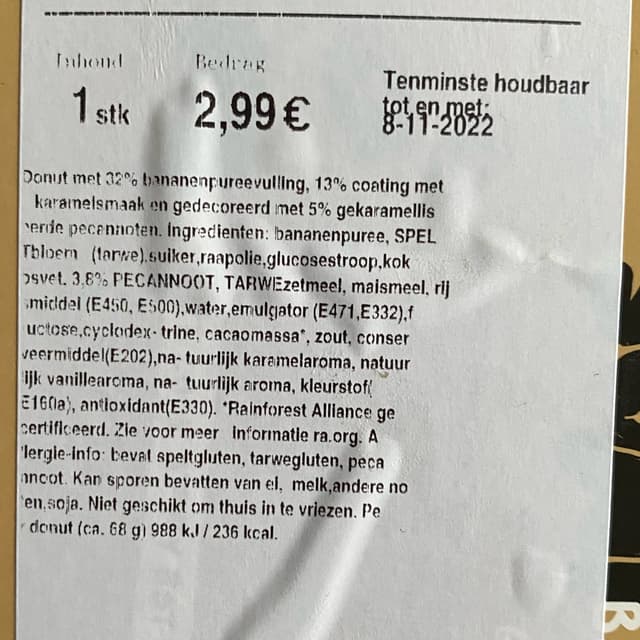 Inhoud Bedrag
Tenminste houdbaar
tot en met:
1 stk 2,99€ 8-11-2022
Donut met 32% bananenpureevulling, 13% coating met
karamelsmaak en gedecoreerd met 5% gekaramellis
erde pecannoten. Ingredienten: bananenpuree, SPEL
Tbloem (tarwe),suiker,raapolie,glucosestroop,kok
osvet. 3,8% PECANNOOT, TARWEzetmeel, maismeel, rij
smiddel (E450, E500),water,emulgator (E471,E332),f
ructose,cyclodex- trine, cacaomassa*, zout, conser
veermiddel(E202),na- tuurlijk karamelaroma, natuur
lijk vanillearoma, na- tuurlijk aroma, kleurstof(
E160a), antioxidant(E330). *Rainforest Alliance ge
certificeerd. Zie voor meer informatie ra.org. A
llergie-info: bevat speltgluten, tarwegluten, peca
nnoot. Kan sporen bevatten van ei, melk,andere no
ten,soja. Niet geschikt om thuis in te vriezen. Pe
r donut (ca. 68 g) 988 kJ / 236 kcal.
R